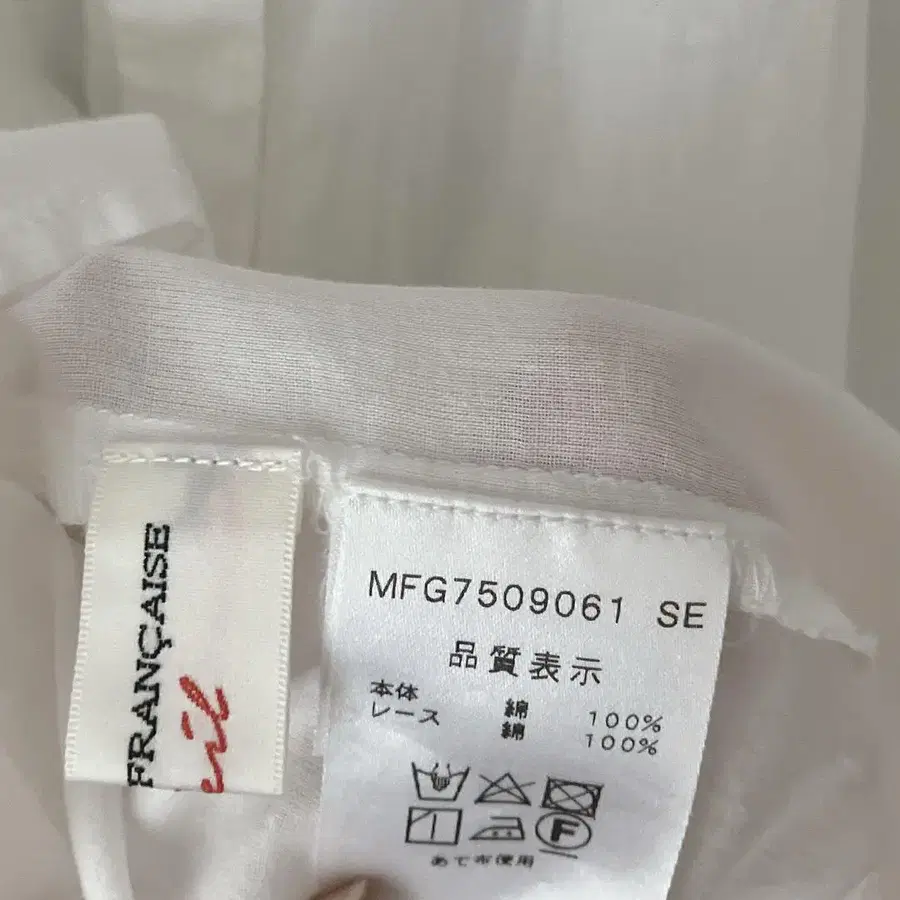 FRANÇAISE
MFG7509061 SE
品質表示
本体 綿 100%
レース 綿 100%
F
あて布使用